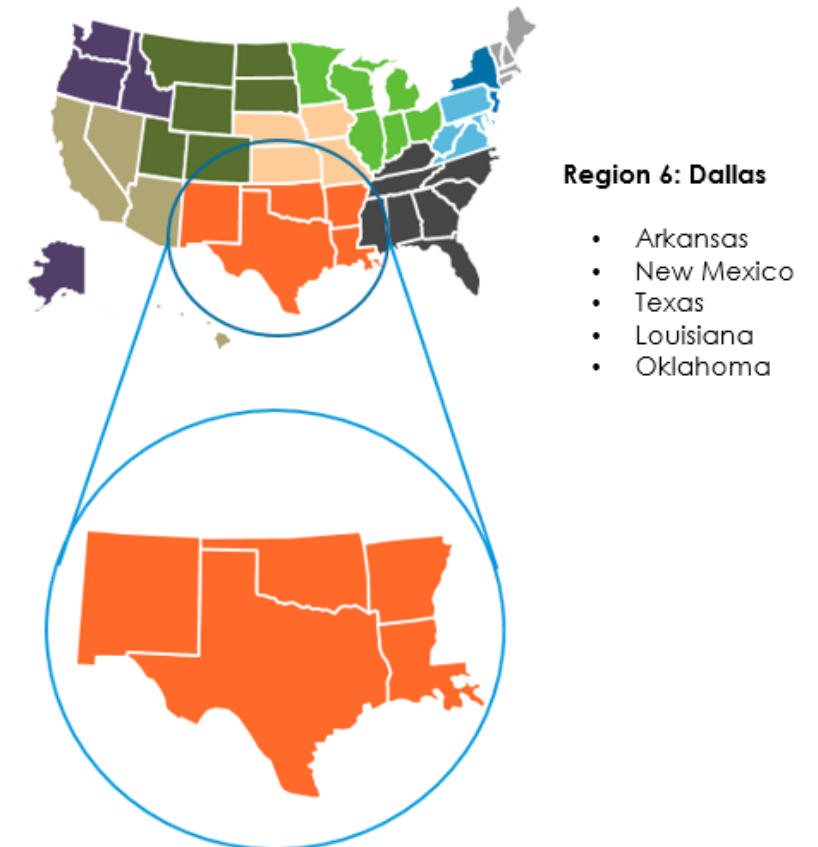 Region 6: Dallas
• Arkansas
• New Mexico
• Texas
• Louisiana
• Oklahoma